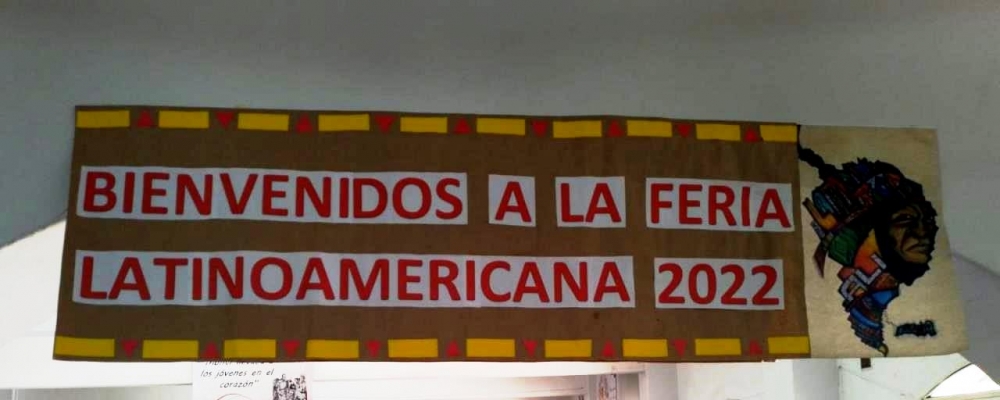 BIENVENIDOS A LA FERIA
LATINOAMERICANA 2022
los jóvenes en el
corazón"